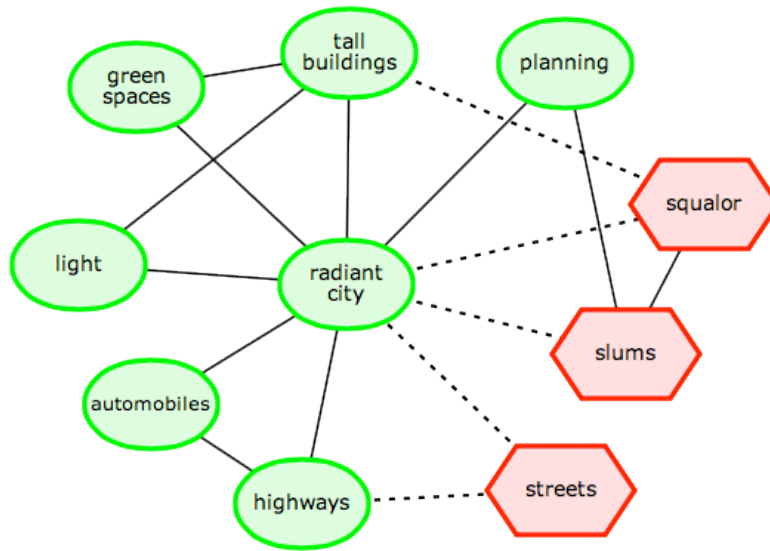 tall
buildings
planning
green
spaces
squalor
light
radiant
city
slums
automobiles
streets
highways